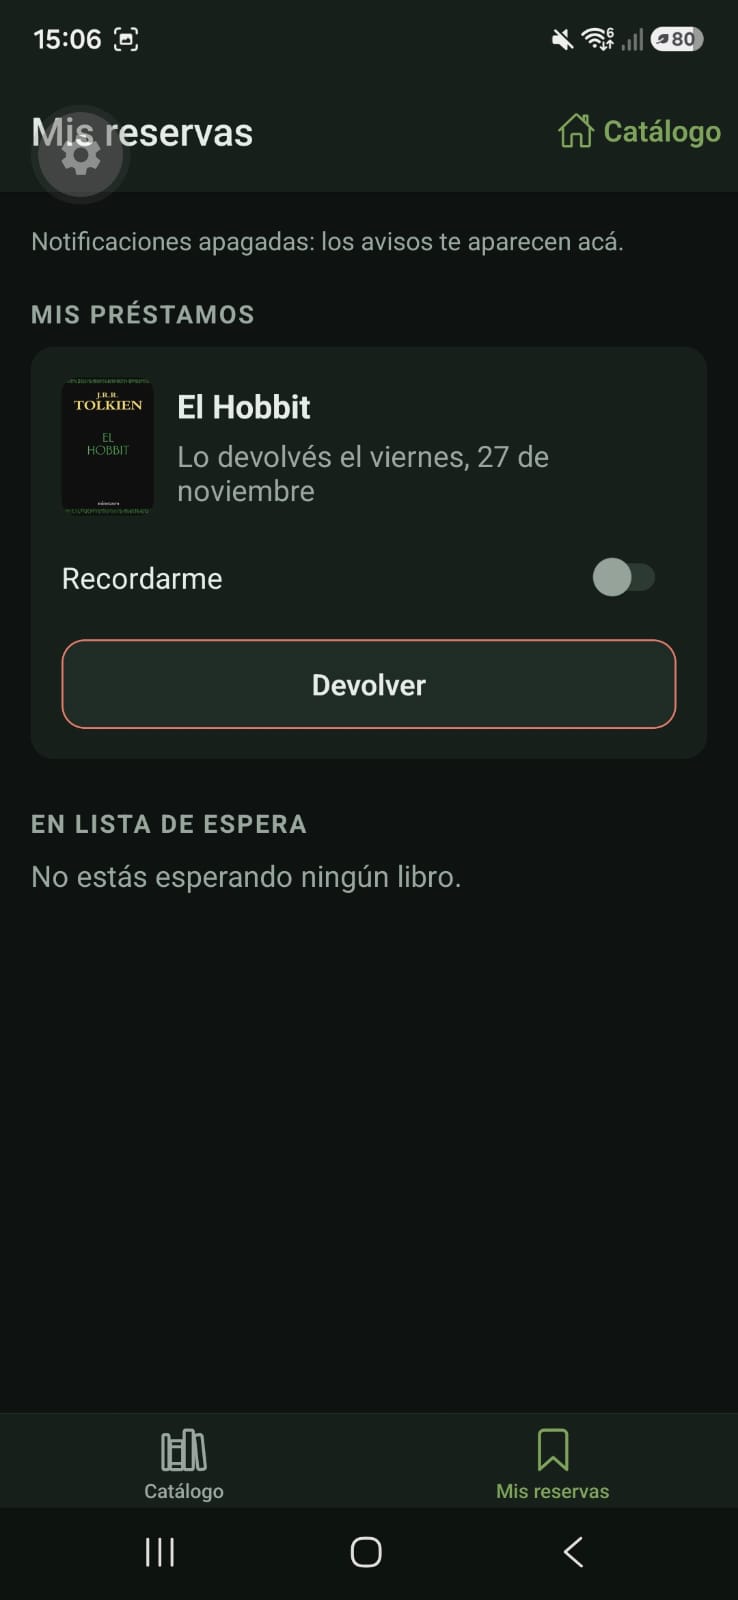 15:06
6
80
Mis reservas
Catálogo
Notificaciones apagadas: los avisos te aparecen acá.
MIS PRÉSTAMOS
J.R.R.
TOLKIEN
EL
HOBBIT
El Hobbit
Lo devolvés el viernes, 27 de
noviembre
Recordarme
Devolver
EN LISTA DE ESPERA
No estás esperando ningún libro.
Catálogo
Mis reservas